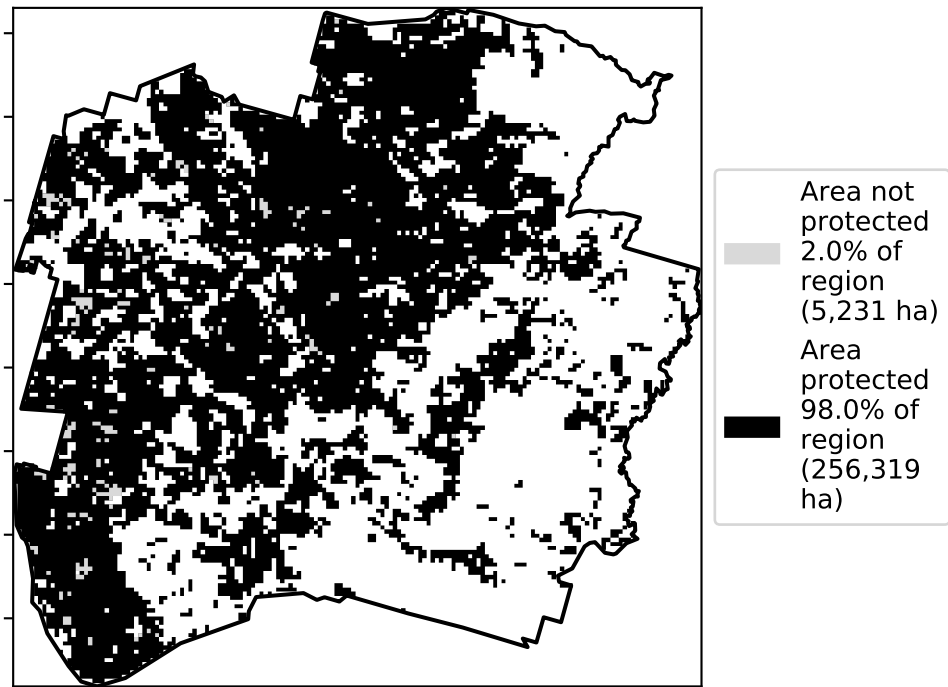 Area not
protected
2.0% of
region
(5,231 ha)
Area
protected
98.0% of
region
(256,319
ha)